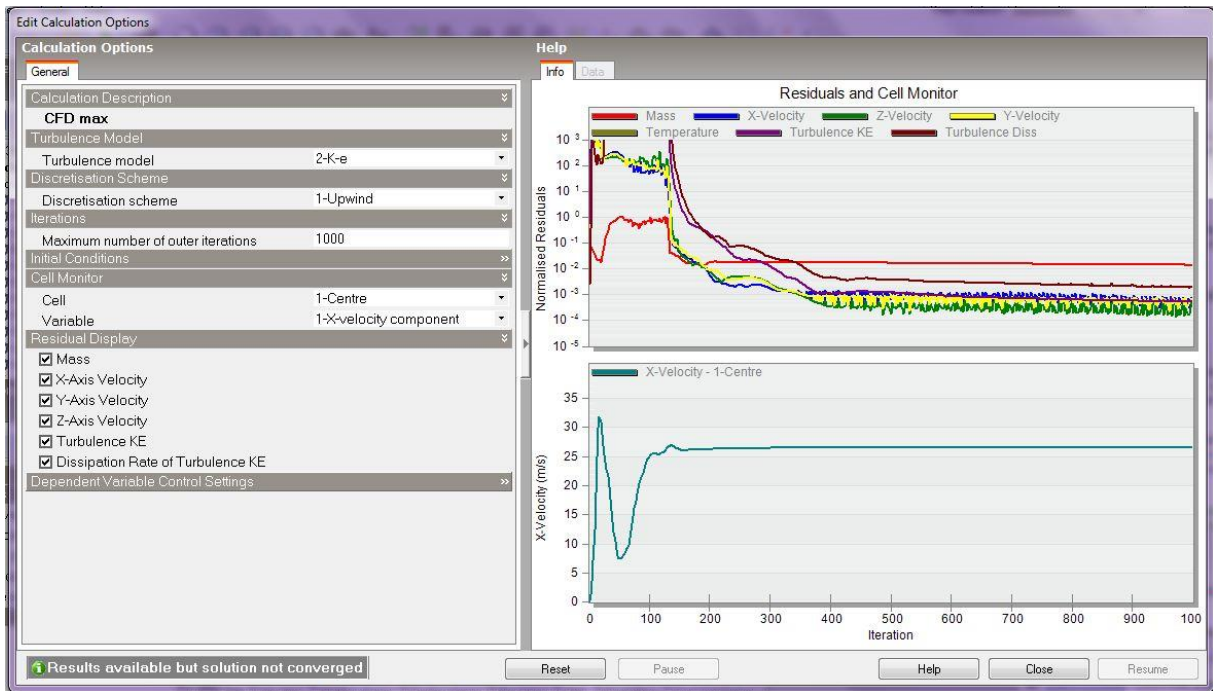 Edit Calculation Options
Calculation Options
General
Calculation Description
CFD max
Turbulence Model
Turbulence model 2-K-e
Discretisation Scheme
Discretisation scheme 1-Upwind
Iterations
Maximum number of outer iterations 1000
Initial Conditions
Cell Monitor
Cell 1-Centre
Variable 1-X-velocity component
Residual Display
Mass
X-Axis Velocity
Y-Axis Velocity
Z-Axis Velocity
Turbulence KE
Dissipation Rate of Turbulence KE
Dependent Variable Control Settings
Results available but solution not converged
Help
Info Data
Residuals and Cell Monitor
Mass X-Velocity Z-Velocity Y-Velocity
Temperature Turbulence KE Turbulence Diss
Normalised Residuals
10 3
10 2
10 1
10 0
10 -1
10 -2
10 -3
10 -4
10 -5
X-Velocity - 1-Centre
X-Velocity (m/s)
35
30
25
20
15
10
5
0
0 100 200 300 400 500 600 700 800 900 100
Iteration
Reset Pause Help Close Resume